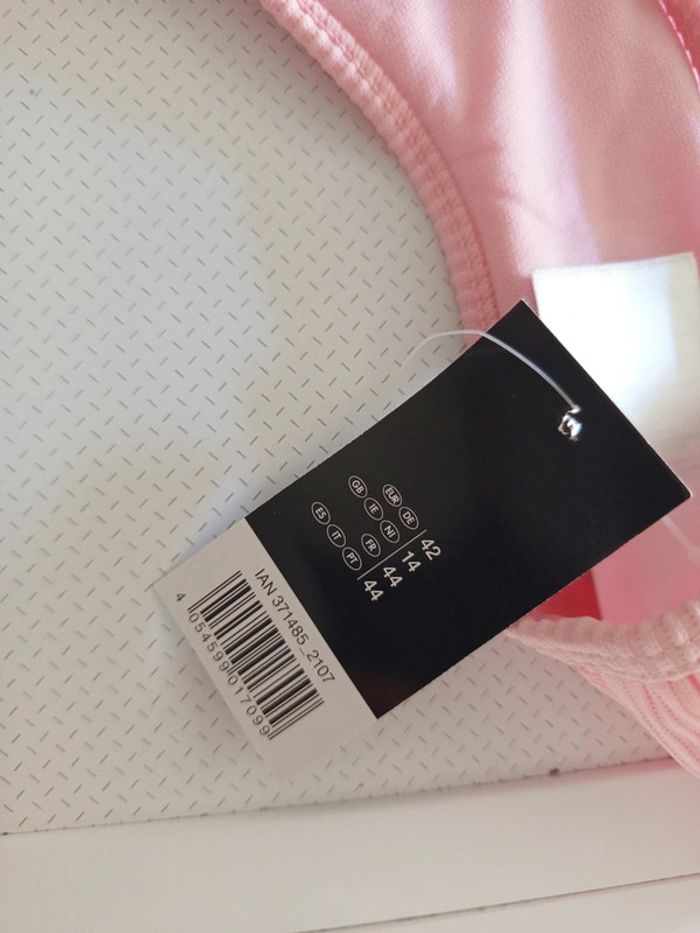 EUR DE 42
GB IE NI 14
FR 44
ES IT PT 44
IAN 371485_2107
4 054599 017099